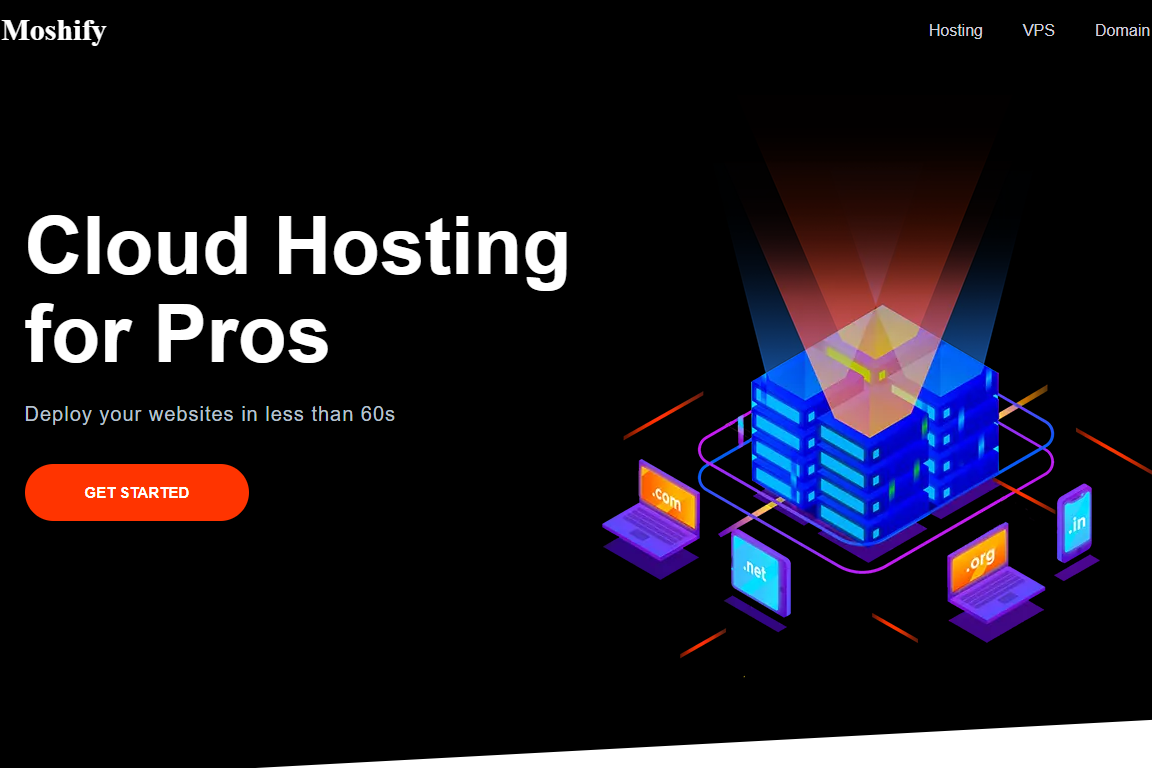 Moshify
Hosting VPS Domain
Cloud Hosting
for Pros
Deploy your websites in less than 60s
GET STARTED
.com
.net
.org
.in